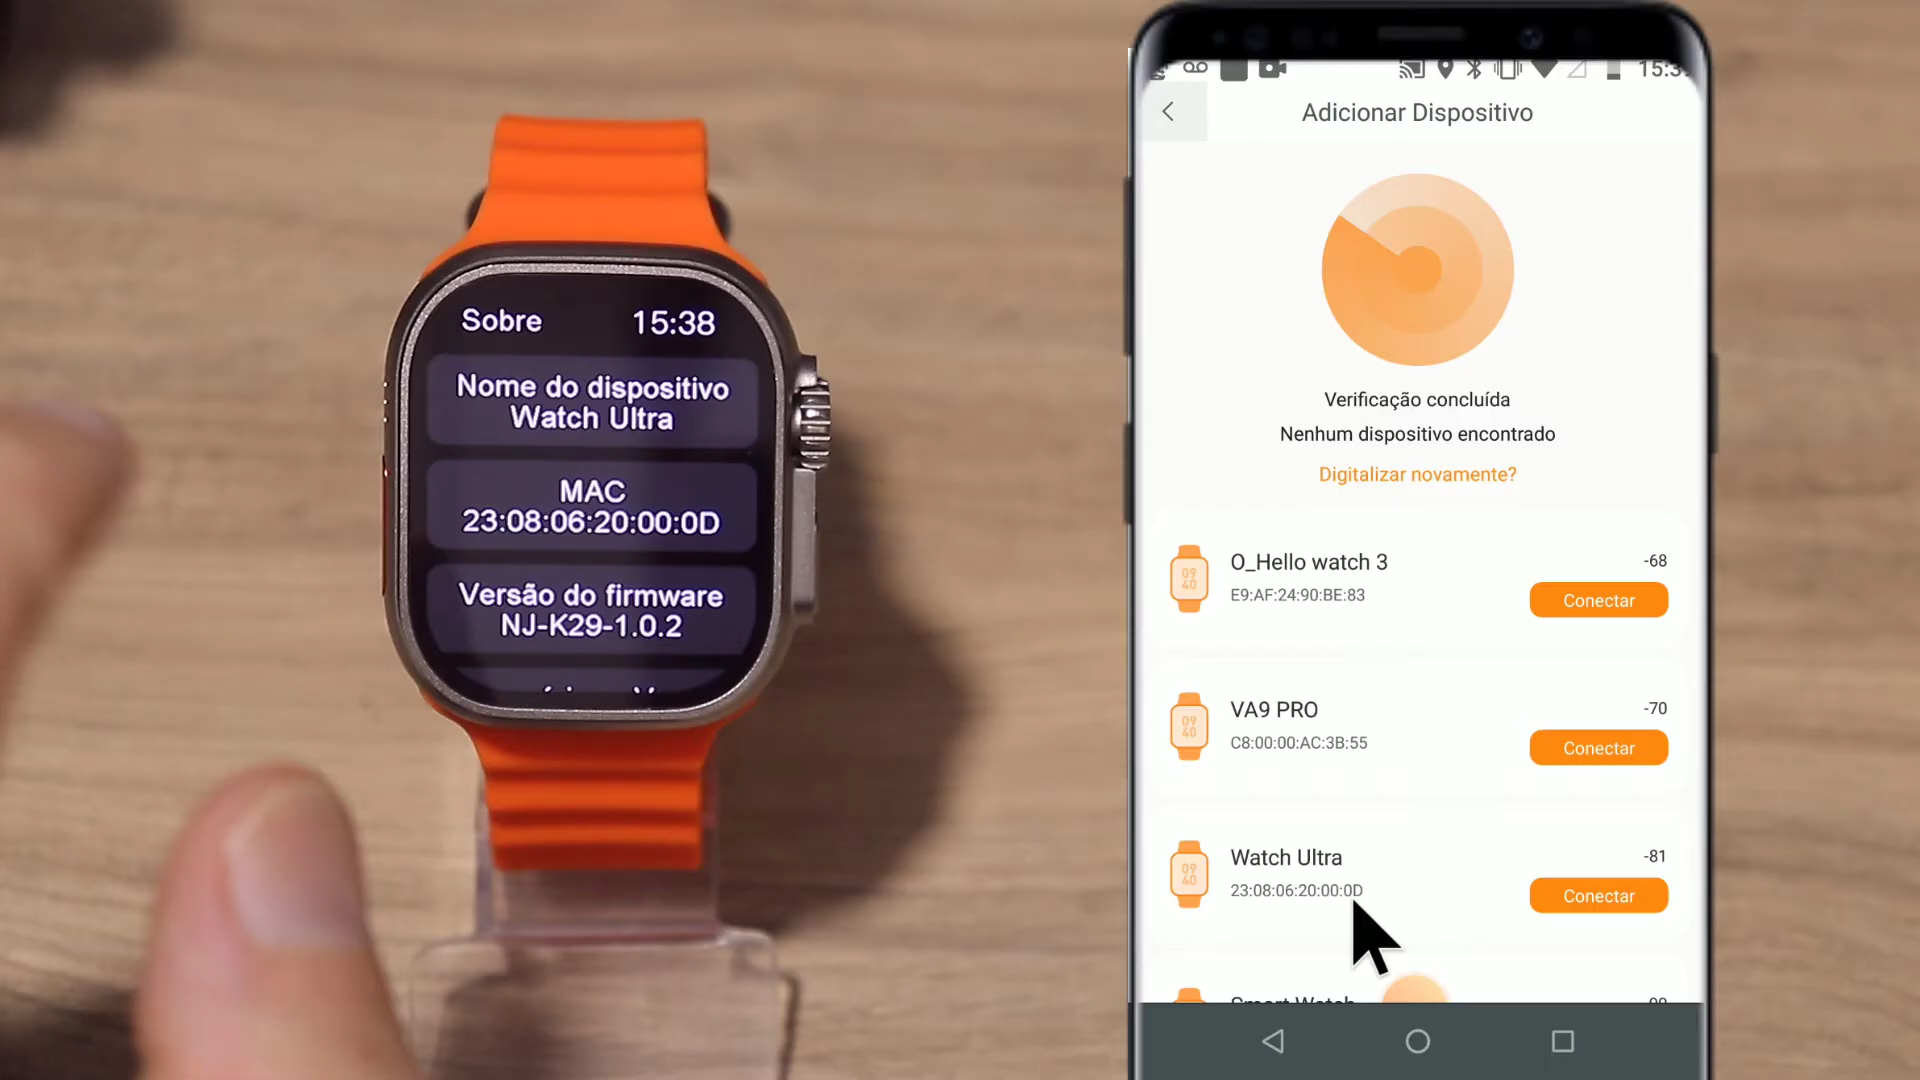 Sobre 15:38
Nome do dispositivo
Watch Ultra
MAC
23:08:06:20:00:0D
Versão do firmware
NJ-K29-1.0.2
Adicionar Dispositivo
Verificação concluída
Nenhum dispositivo encontrado
Digitalizar novamente?
O_Hello watch 3 -68
E9:AF:24:90:BE:83
Conectar
VA9 PRO -70
C8:00:00:AC:3B:55
Conectar
Watch Ultra -81
23:08:06:20:00:0D
Conectar
Smart Watch